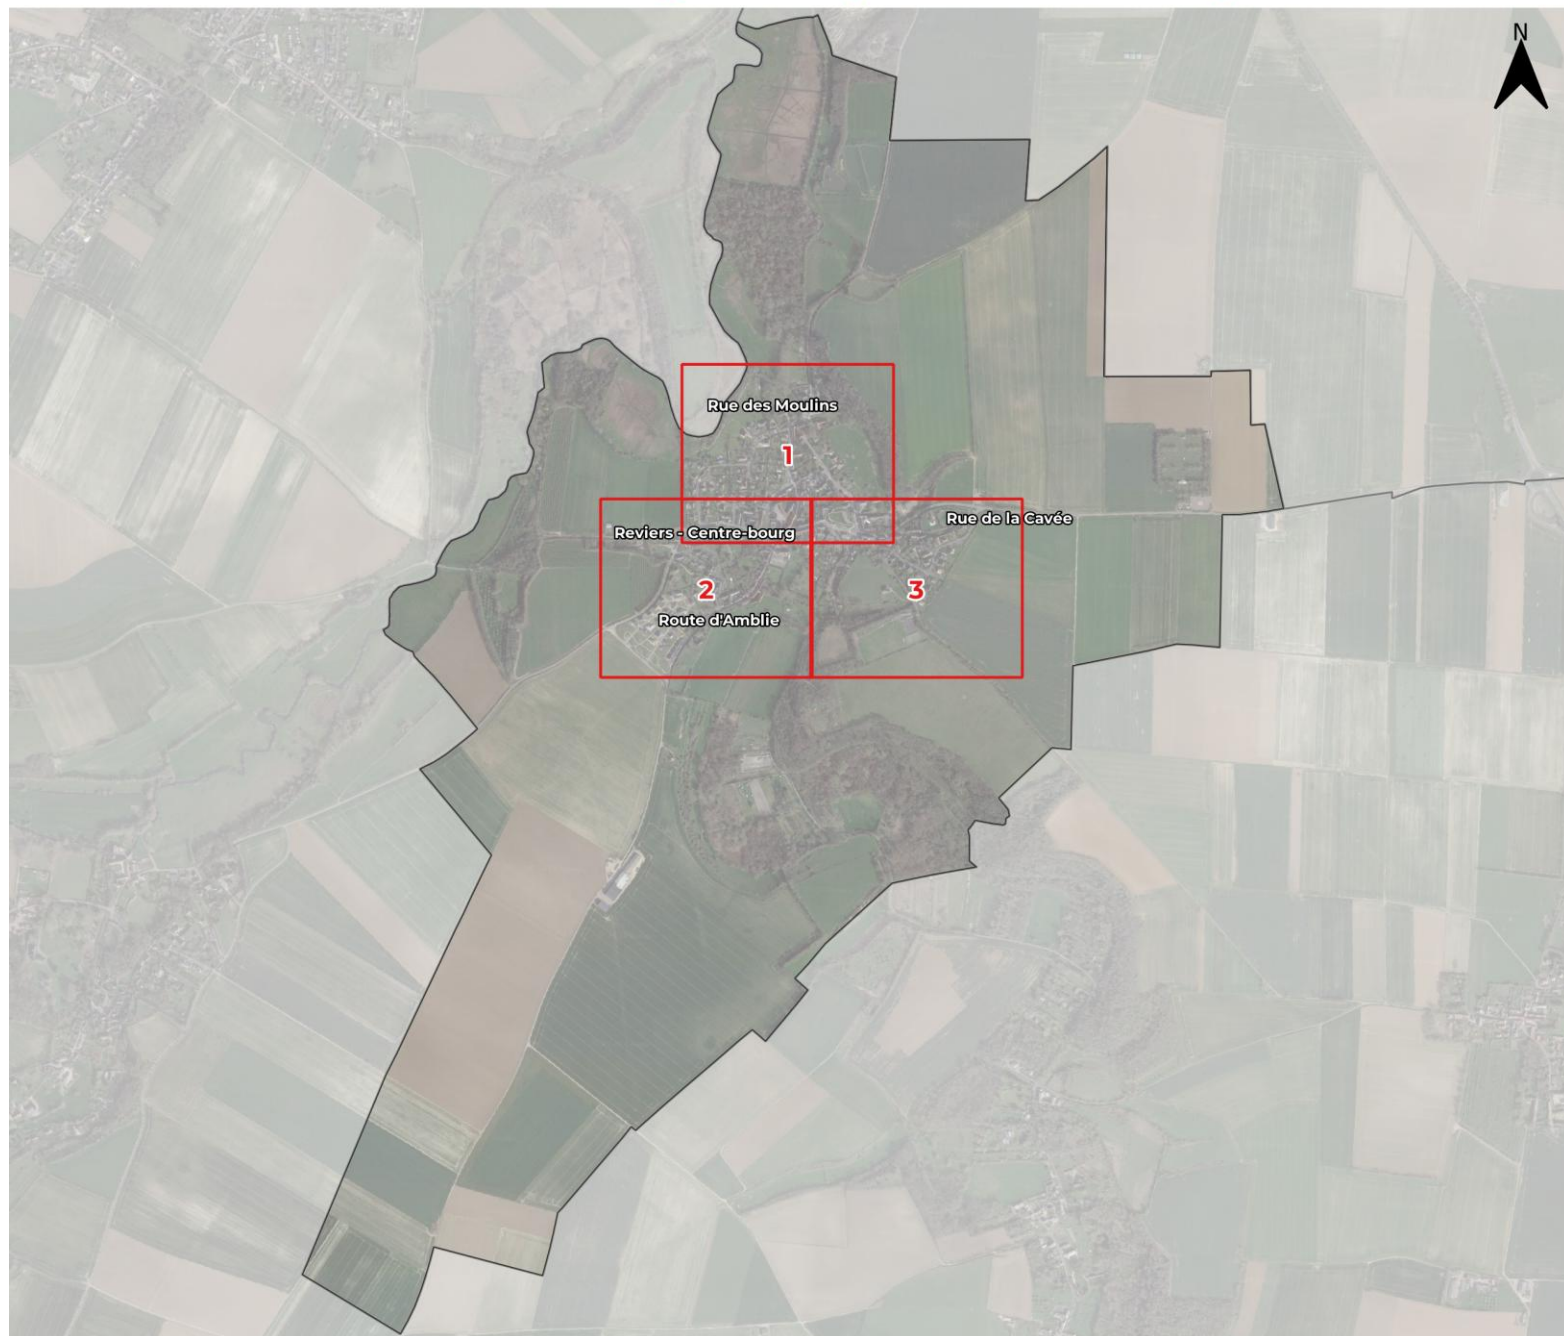 N
Rue des Moulins
1
Rue de la Cavée
Reviers - Centre-bourg
2
3
Route d'Amblie